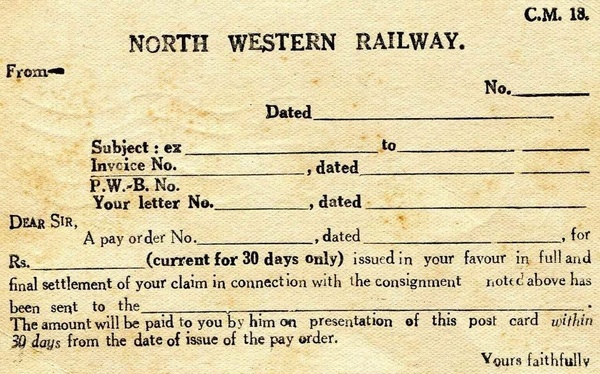 C.M. 18.
NORTH WESTERN RAILWAY.
From-
No.
Dated
Subject : ex to
Invoice No. , dated
P.W.-B. No.
Your letter No. , dated
DEAR SIR,
A pay order No. , dated , for
Rs. (current for 30 days only) issued in your favour in full and
final settlement of your claim in connection with the consignment noted above has
been sent to the .
The amount will be paid to you by him on presentation of this post card within
30 days from the date of issue of the pay order.
Yours faithfully